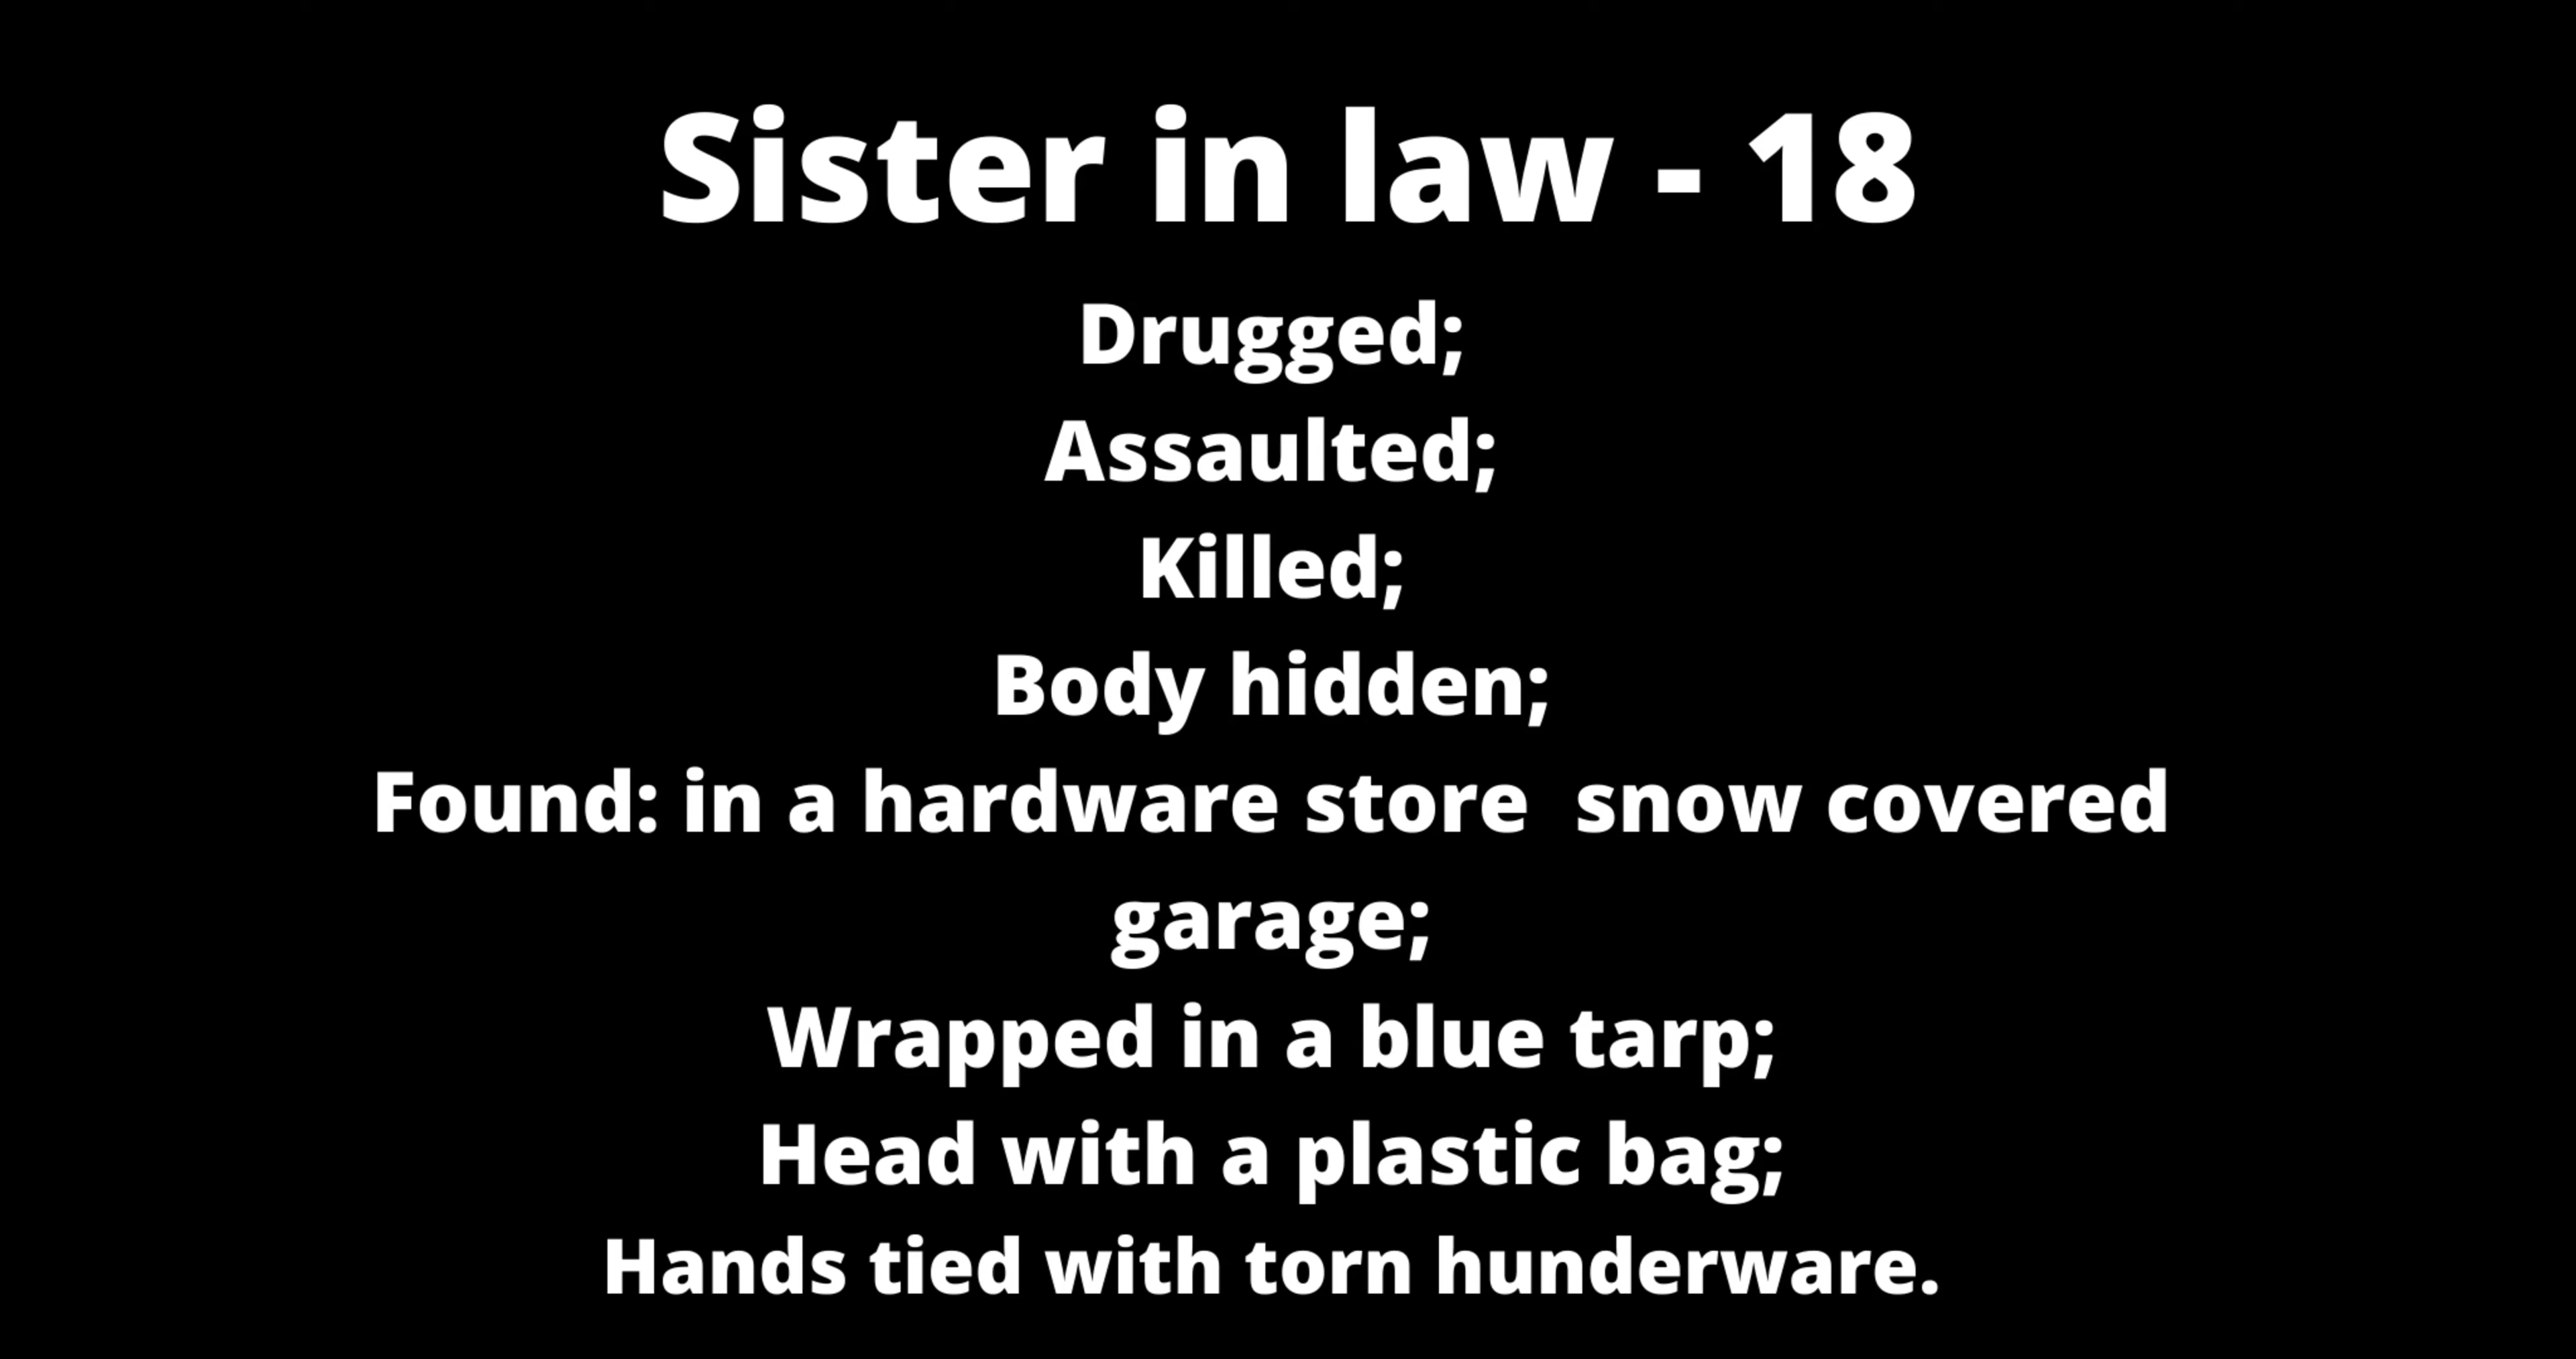 Sister in law - 18
Drugged;
Assaulted;
Killed;
Body hidden;
Found: in a hardware store  snow covered
garage;
Wrapped in a blue tarp;
Head with a plastic bag;
Hands tied with torn hunderware.